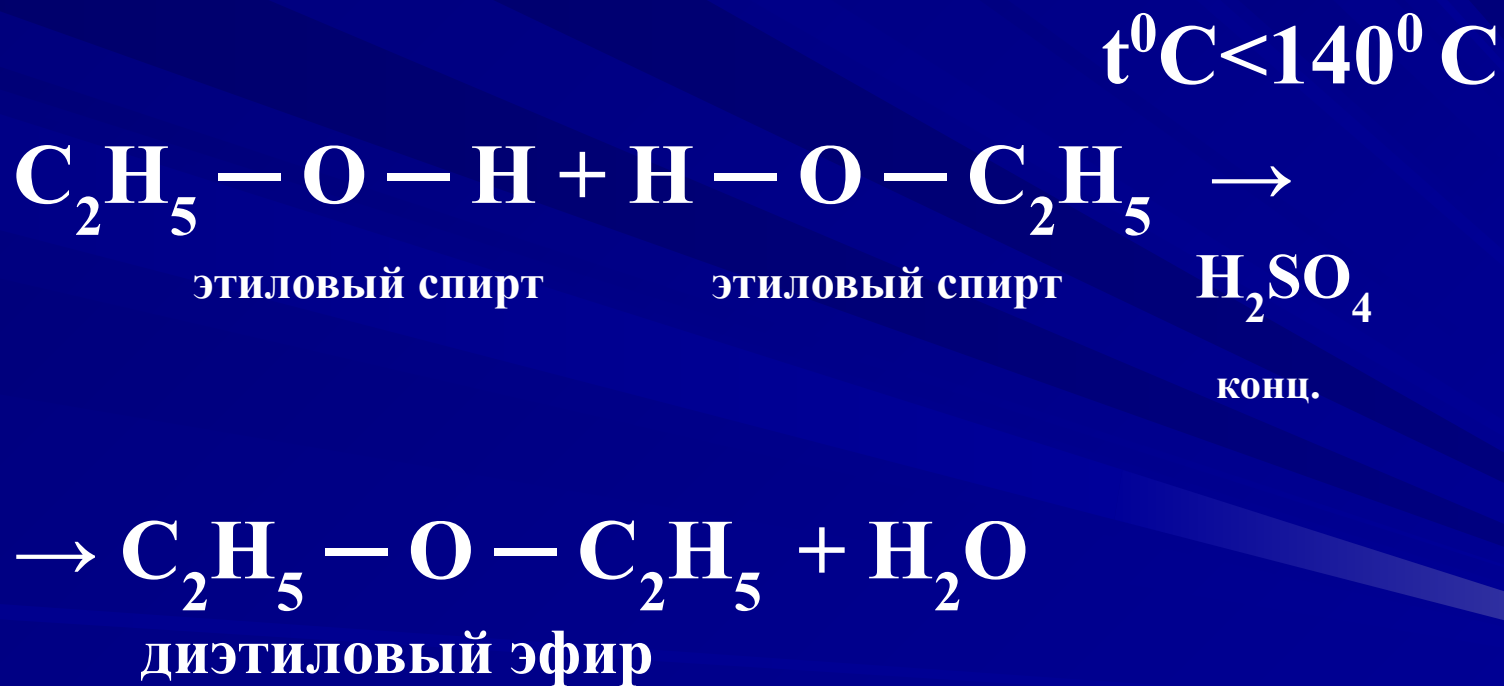 t⁰C<140⁰ C
C₂H₅ — O — H + H — O — C₂H₅ →
этиловый спирт этиловый спирт H₂SO₄
конц.
→ C₂H₅ — O — C₂H₅ + H₂O
диэтиловый эфир